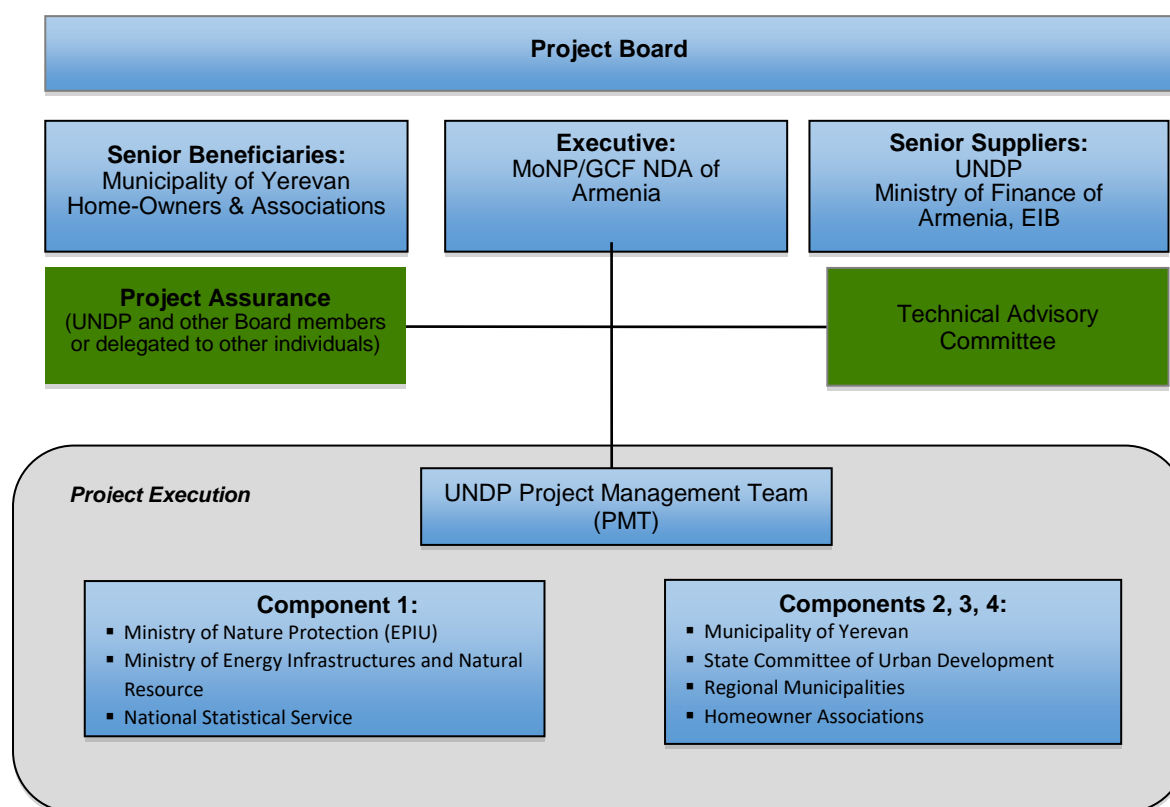 Project Board
Senior Beneficiaries:
Municipality of Yerevan
Home-Owners & Associations
Executive:
MoNP/GCF NDA of
Armenia
Senior Suppliers:
UNDP
Ministry of Finance of
Armenia, EIB
Project Assurance
(UNDP and other Board members
or delegated to other individuals)
Technical Advisory
Committee
Project Execution
UNDP Project Management Team
(PMT)
Component 1:
▪ Ministry of Nature Protection (EPIU)
▪ Ministry of Energy Infrastructures and Natural
Resource
▪ National Statistical Service
Components 2, 3, 4:
▪ Municipality of Yerevan
▪ State Committee of Urban Development
▪ Regional Municipalities
▪ Homeowner Associations